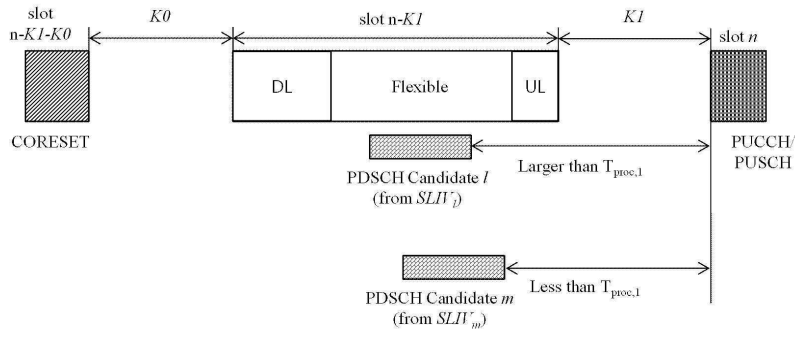 slot
n-K1-K0
K0
slot n-K1
K1
slot n
DL
Flexible
UL
CORESET
PUCCH/
PUSCH
Larger than Tproc,1
PDSCH Candidate l
(from SLIVl)
Less than Tproc,1
PDSCH Candidate m
(from SLIVm)